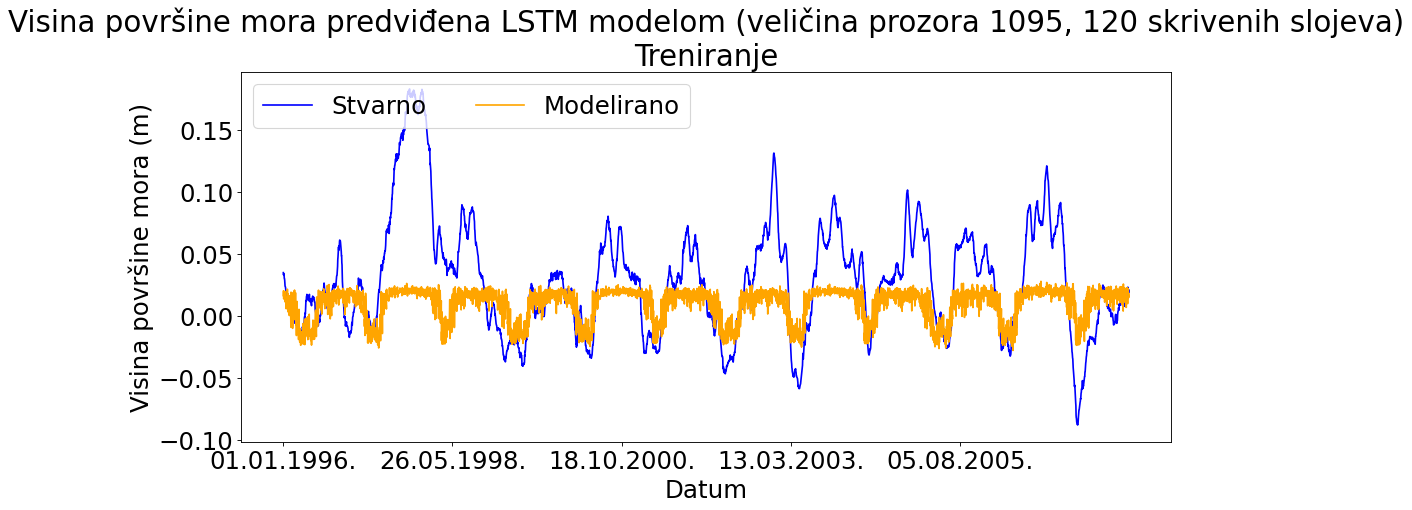 Visina površine mora predviđena LSTM modelom (veličina prozora 1095, 120 skrivenih slojeva)
Treniranje
Stvarno
Modelirano
Visina površine mora (m)
0.15
0.10
0.05
0.00
−0.05
−0.10
01.01.1996.
26.05.1998.
18.10.2000.
13.03.2003.
05.08.2005.
Datum